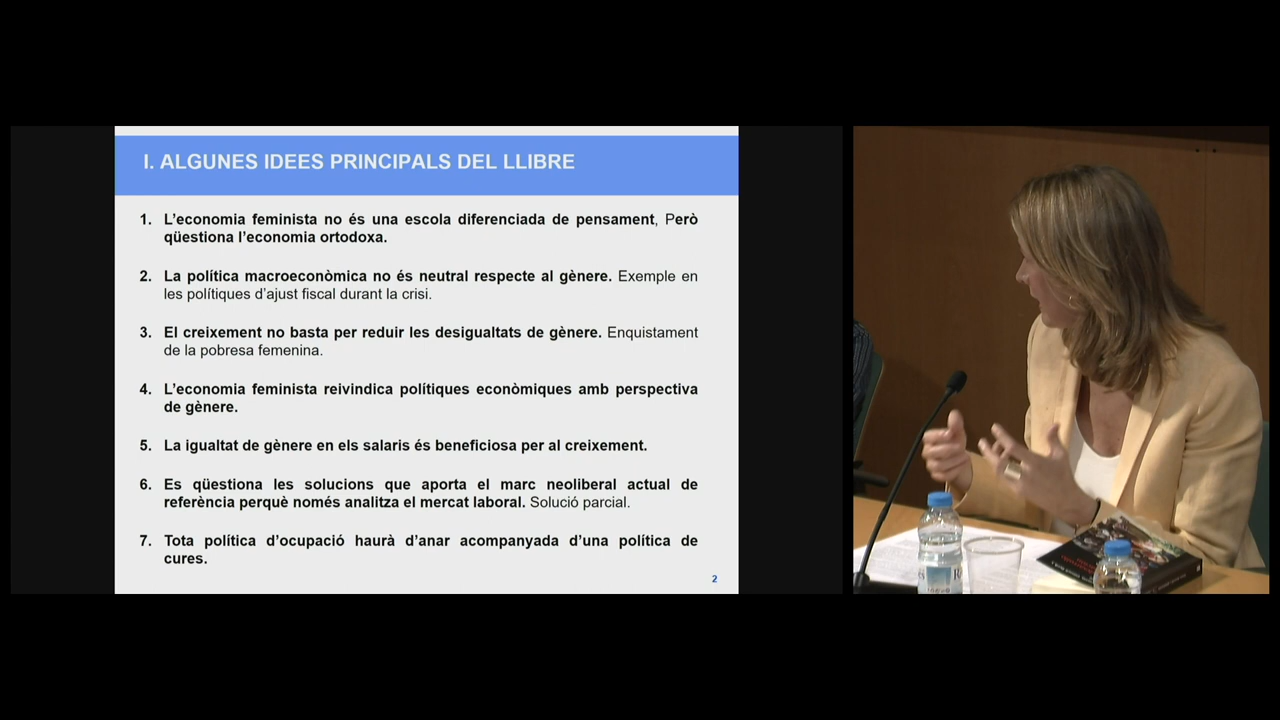 I. ALGUNES IDEES PRINCIPALS DEL LLIBRE
1. L’economia feminista no és una escola diferenciada de pensament, Però
qüestiona l’economia ortodoxa.
2. La política macroeconòmica no és neutral respecte al gènere. Exemple en
les polítiques d’ajust fiscal durant la crisi.
3. El creixement no basta per reduir les desigualtats de gènere. Enquistament
de la pobresa femenina.
4. L’economia feminista reivindica polítiques econòmiques amb perspectiva
de gènere.
5. La igualtat de gènere en els salaris és beneficiosa per al creixement.
6. Es qüestiona les solucions que aporta el marc neoliberal actual de
referència perquè només analitza el mercat laboral. Solució parcial.
7. Tota política d’ocupació haurà d’anar acompanyada d’una política de
cures.
2